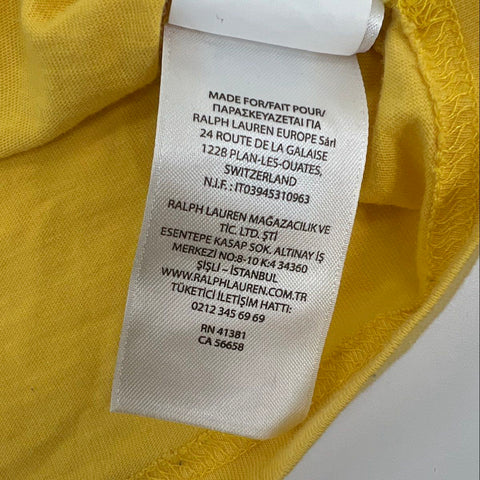 MADE FOR/FAIT POUR/
ΠΑΡΑΣΚΕΥΑΖΕΤΑΙ ΓΙΑ
RALPH LAUREN EUROPE Sàrl
24 ROUTE DE LA GALAISE
1228 PLAN-LES-OUATES,
SWITZERLAND
N.I.F. : IT03945310963
RALPH LAUREN MAĞAZACILIK VE
TİC. LTD. ŞTİ
ESENTEPE KASAP SOK. ALTINAY İŞ
MERKEZİ NO:8-10 K:4 34360
ŞİŞLİ – İSTANBUL
WWW.RALPHLAUREN.COM.TR
TÜKETİCİ İLETİŞİM HATTI:
0212 345 69 69
RN 41381
CA 56658